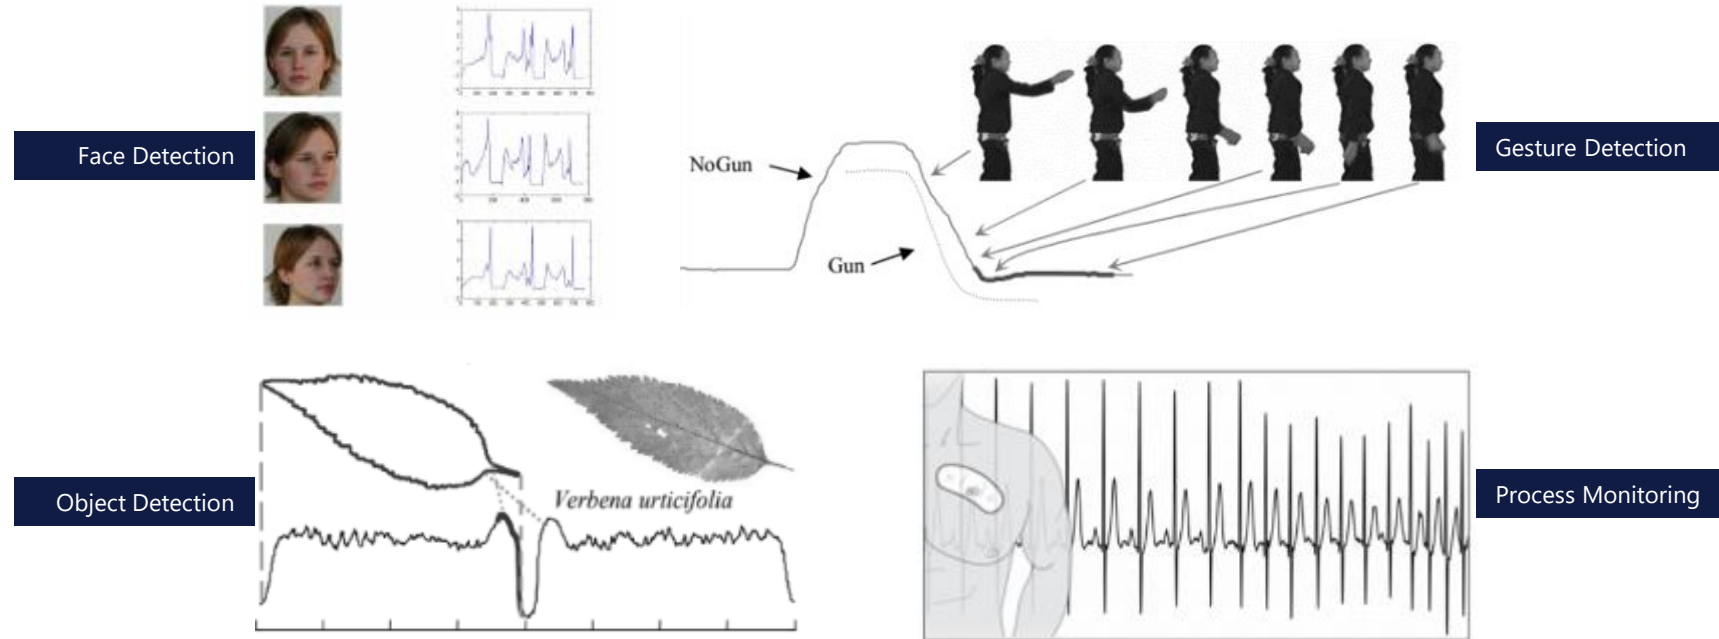 Face Detection
NoGun
Gun
Gesture Detection
Object Detection
Verbena urticifolia
Process Monitoring